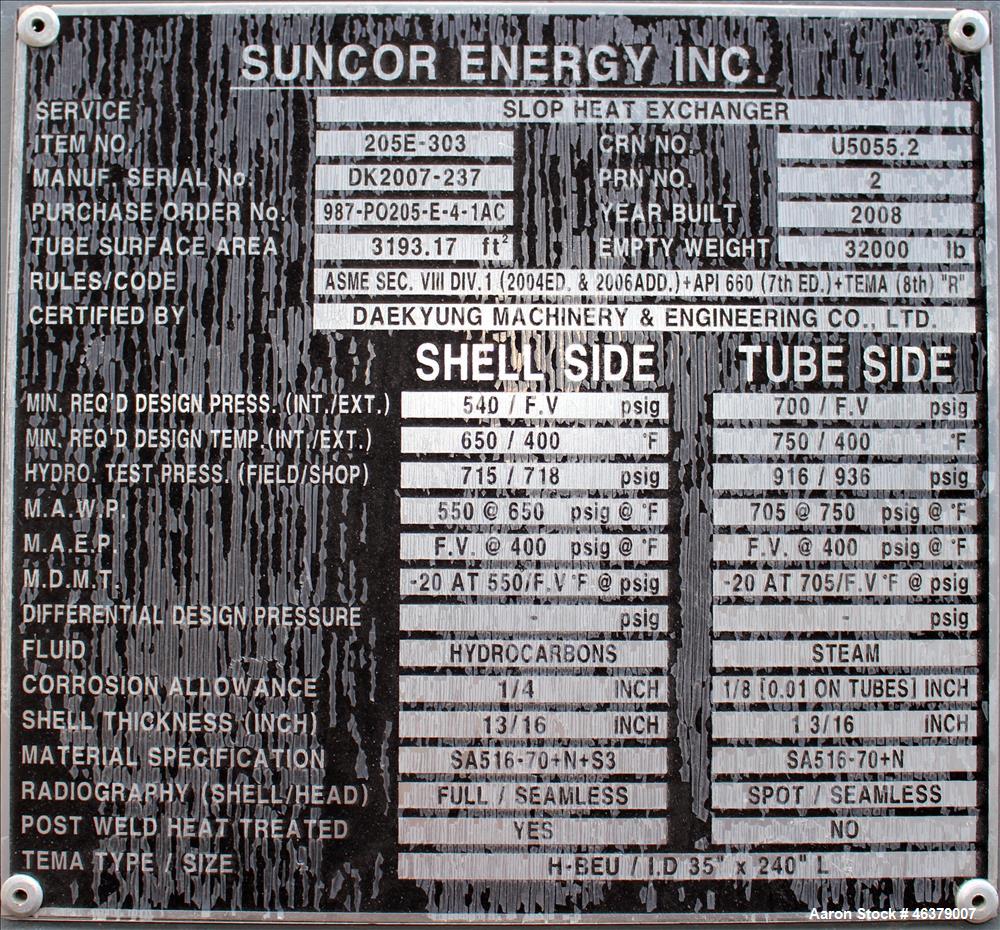 SUNCOR ENERGY INC.
SERVICE SLOP HEAT EXCHANGER
ITEM NO. 205E-303 CRN NO. U5055.2
MANUF. SERIAL No. DK2007-237 PRN NO. 2
PURCHASE ORDER No. 987-PO205-E-4-1AC YEAR BUILT 2008
TUBE SURFACE AREA 3193.17 ft² EMPTY WEIGHT 32000 lb
RULES/CODE ASME SEC. VIII DIV.1 (2004ED. & 2006ADD.)+API 660 (7th ED.)+TEMA (8th) "R"
CERTIFIED BY DAEKYUNG MACHINERY & ENGINEERING CO., LTD.
SHELL SIDE TUBE SIDE
MIN. REQ'D DESIGN PRESS. (INT./EXT.) 540 / F.V psig 700 / F.V psig
MIN. REQ'D DESIGN TEMP.(INT./EXT.) 650 / 400 °F 750 / 400 °F
HYDRO. TEST PRESS. (FIELD/SHOP) 715 / 718 psig 916 / 936 psig
M.A.W.P. 550 @ 650 psig @ °F 705 @ 750 psig @ °F
M.A.E.P. F.V. @ 400 psig @ °F F.V. @ 400 psig @ °F
M.D.M.T. -20 AT 550/F.V °F @ psig -20 AT 705/F.V °F @ psig
DIFFERENTIAL DESIGN PRESSURE - psig - psig
FLUID HYDROCARBONS STEAM
CORROSION ALLOWANCE 1/4 INCH 1/8 [0.01 ON TUBES] INCH
SHELL THICKNESS (INCH) 13/16 INCH 1 3/16 INCH
MATERIAL SPECIFICATION SA516-70+N+S3 SA516-70+N
RADIOGRAPHY (SHELL/HEAD) FULL / SEAMLESS SPOT / SEAMLESS
POST WELD HEAT TREATED YES NO
TEMA TYPE / SIZE H-BEU / I.D 35" x 240" L
Aaron Stock # 46379007